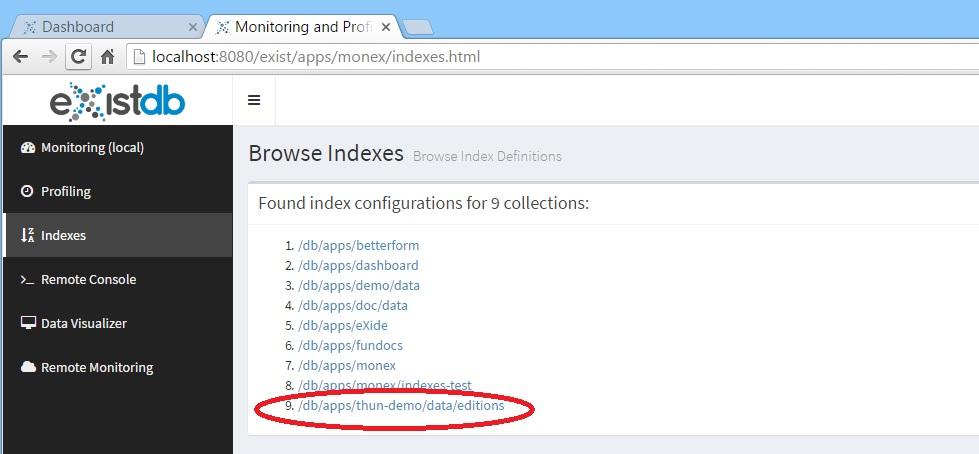 Dashboard
Monitoring and Profi
localhost:8080/exist/apps/monex/indexes.html
eXistdb
Monitoring (local)
Profiling
Indexes
Remote Console
Data Visualizer
Remote Monitoring
Browse Indexes Browse Index Definitions
Found index configurations for 9 collections:
1. /db/apps/betterform
2. /db/apps/dashboard
3. /db/apps/demo/data
4. /db/apps/doc/data
5. /db/apps/eXide
6. /db/apps/fundocs
7. /db/apps/monex
8. /db/apps/monex/indexes-test
9. /db/apps/thun-demo/data/editions